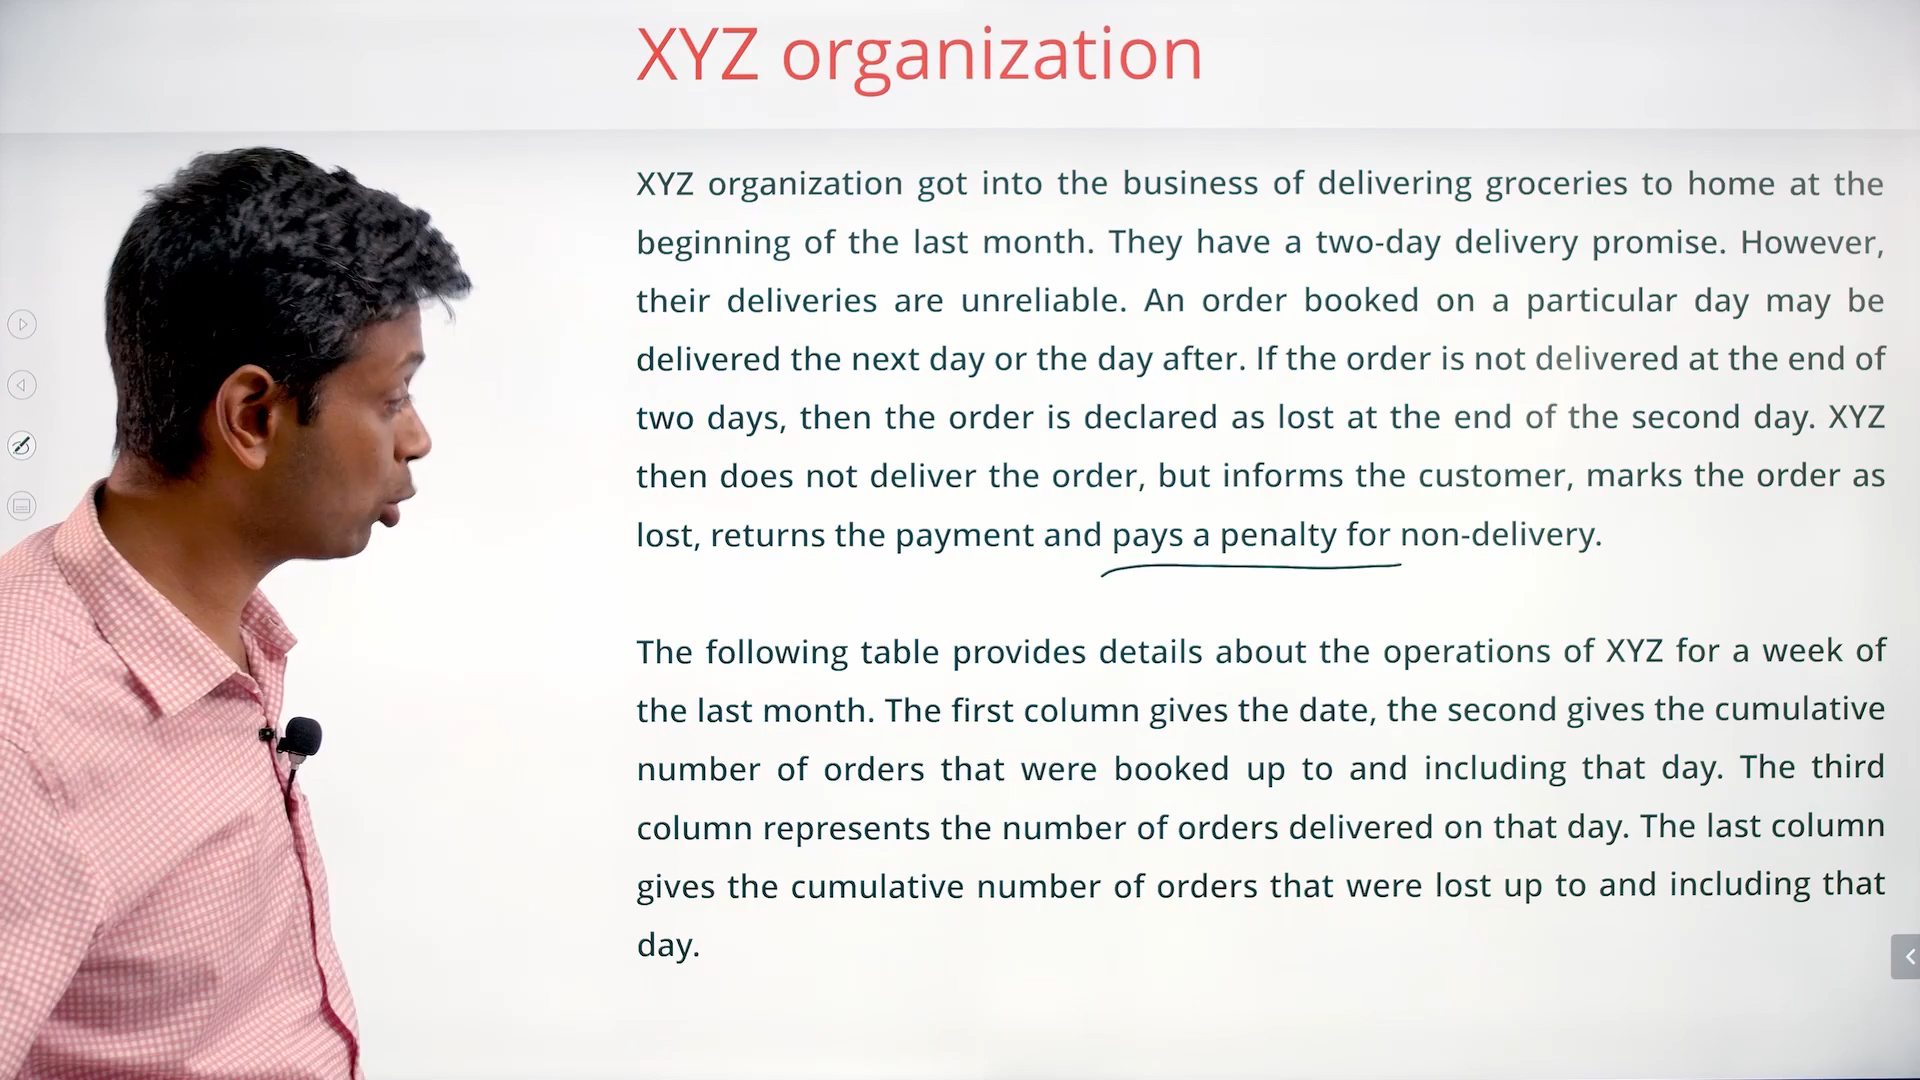 XYZ organization
XYZ organization got into the business of delivering groceries to home at the
beginning of the last month. They have a two-day delivery promise. However,
their deliveries are unreliable. An order booked on a particular day may be
delivered the next day or the day after. If the order is not delivered at the end of
two days, then the order is declared as lost at the end of the second day. XYZ
then does not deliver the order, but informs the customer, marks the order as
lost, returns the payment and pays a penalty for non-delivery.
The following table provides details about the operations of XYZ for a week of
the last month. The first column gives the date, the second gives the cumulative
number of orders that were booked up to and including that day. The third
column represents the number of orders delivered on that day. The last column
gives the cumulative number of orders that were lost up to and including that
day.